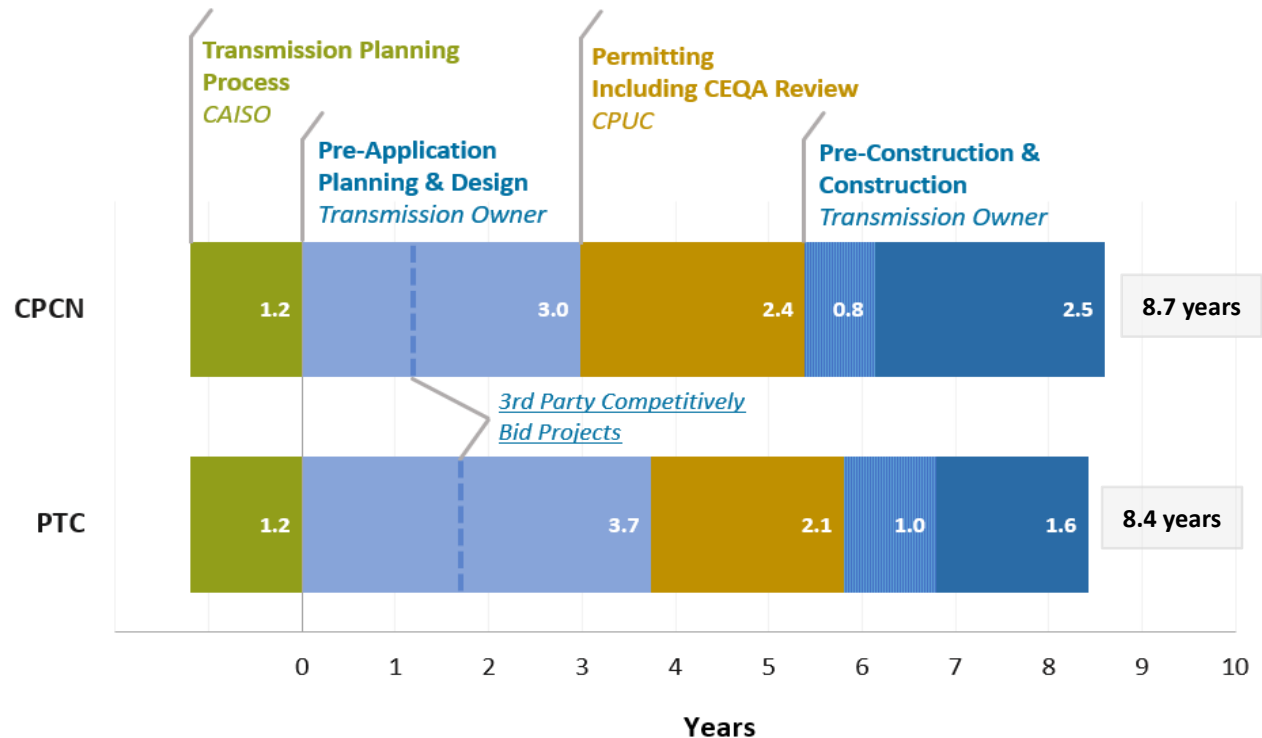 Transmission Planning
Process
CAISO
Permitting
Including CEQA Review
CPUC
Pre-Application
Planning & Design
Transmission Owner
Pre-Construction &
Construction
Transmission Owner
CPCN
1.2
3.0
2.4
0.8
2.5
8.7 years
3rd Party Competitively
Bid Projects
PTC
1.2
3.7
2.1
1.0
1.6
8.4 years
0 1 2 3 4 5 6 7 8 9 10
Years